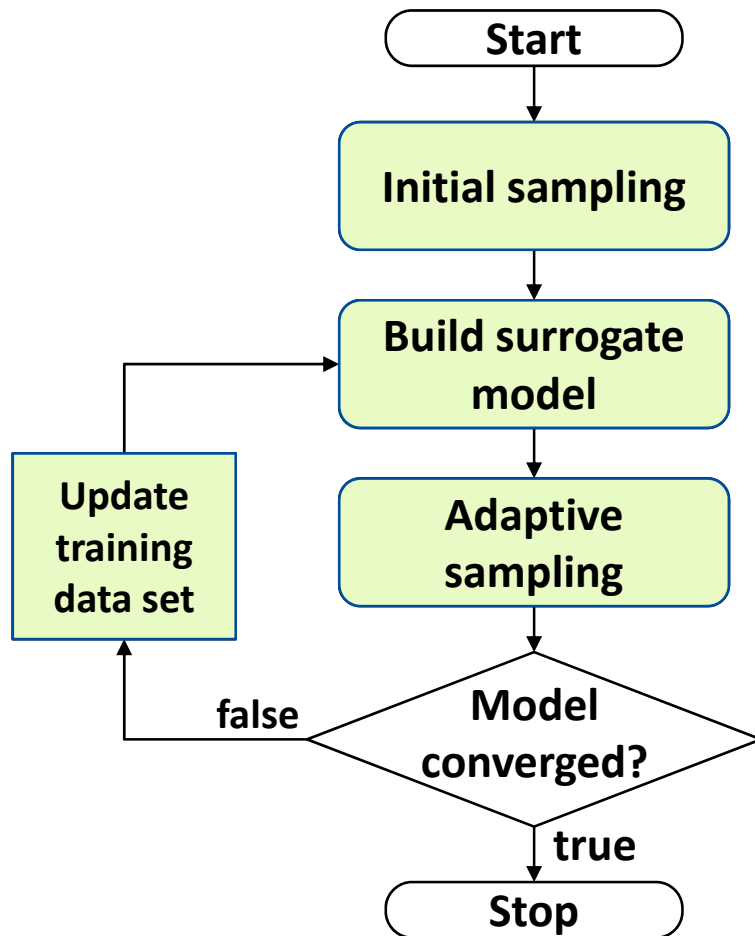 Start
Initial sampling
Build surrogate
model
Adaptive
sampling
Update
training
data set
Model
converged?
false
true
Stop